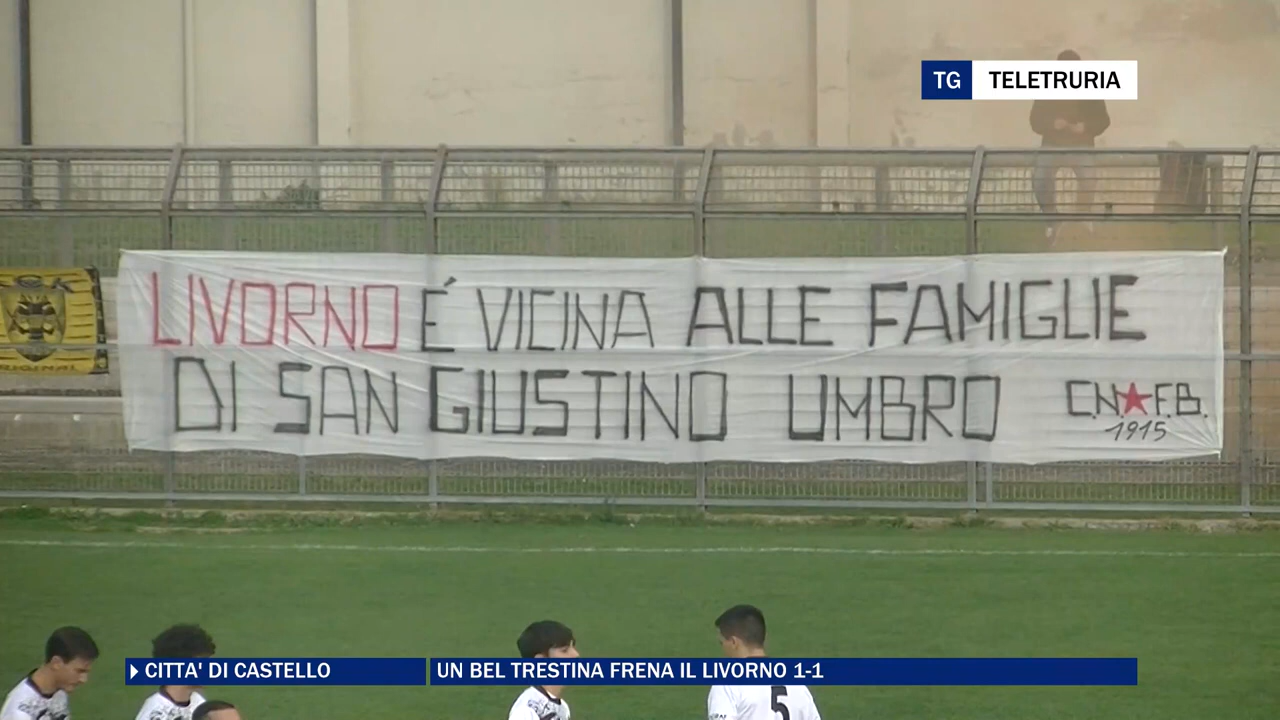 TG TELETRURIA
LIVORNO É VICINA ALLE FAMIGLIE
DI SAN GIUSTINO UMBRO
C.N.★F.B.
1915
CITTA' DI CASTELLO
UN BEL TRESTINA FRENA IL LIVORNO 1-1
5